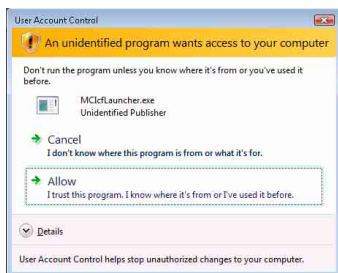 User Account Control
An unidentified program wants access to your computer
Don't run the program unless you know where it's from or you've used it
before.
MCIcfLauncher.exe
Unidentified Publisher
Cancel
I don't know where this program is from or what it's for.
Allow
I trust this program. I know where it's from or I've used it before.
Details
User Account Control helps stop unauthorized changes to your computer.